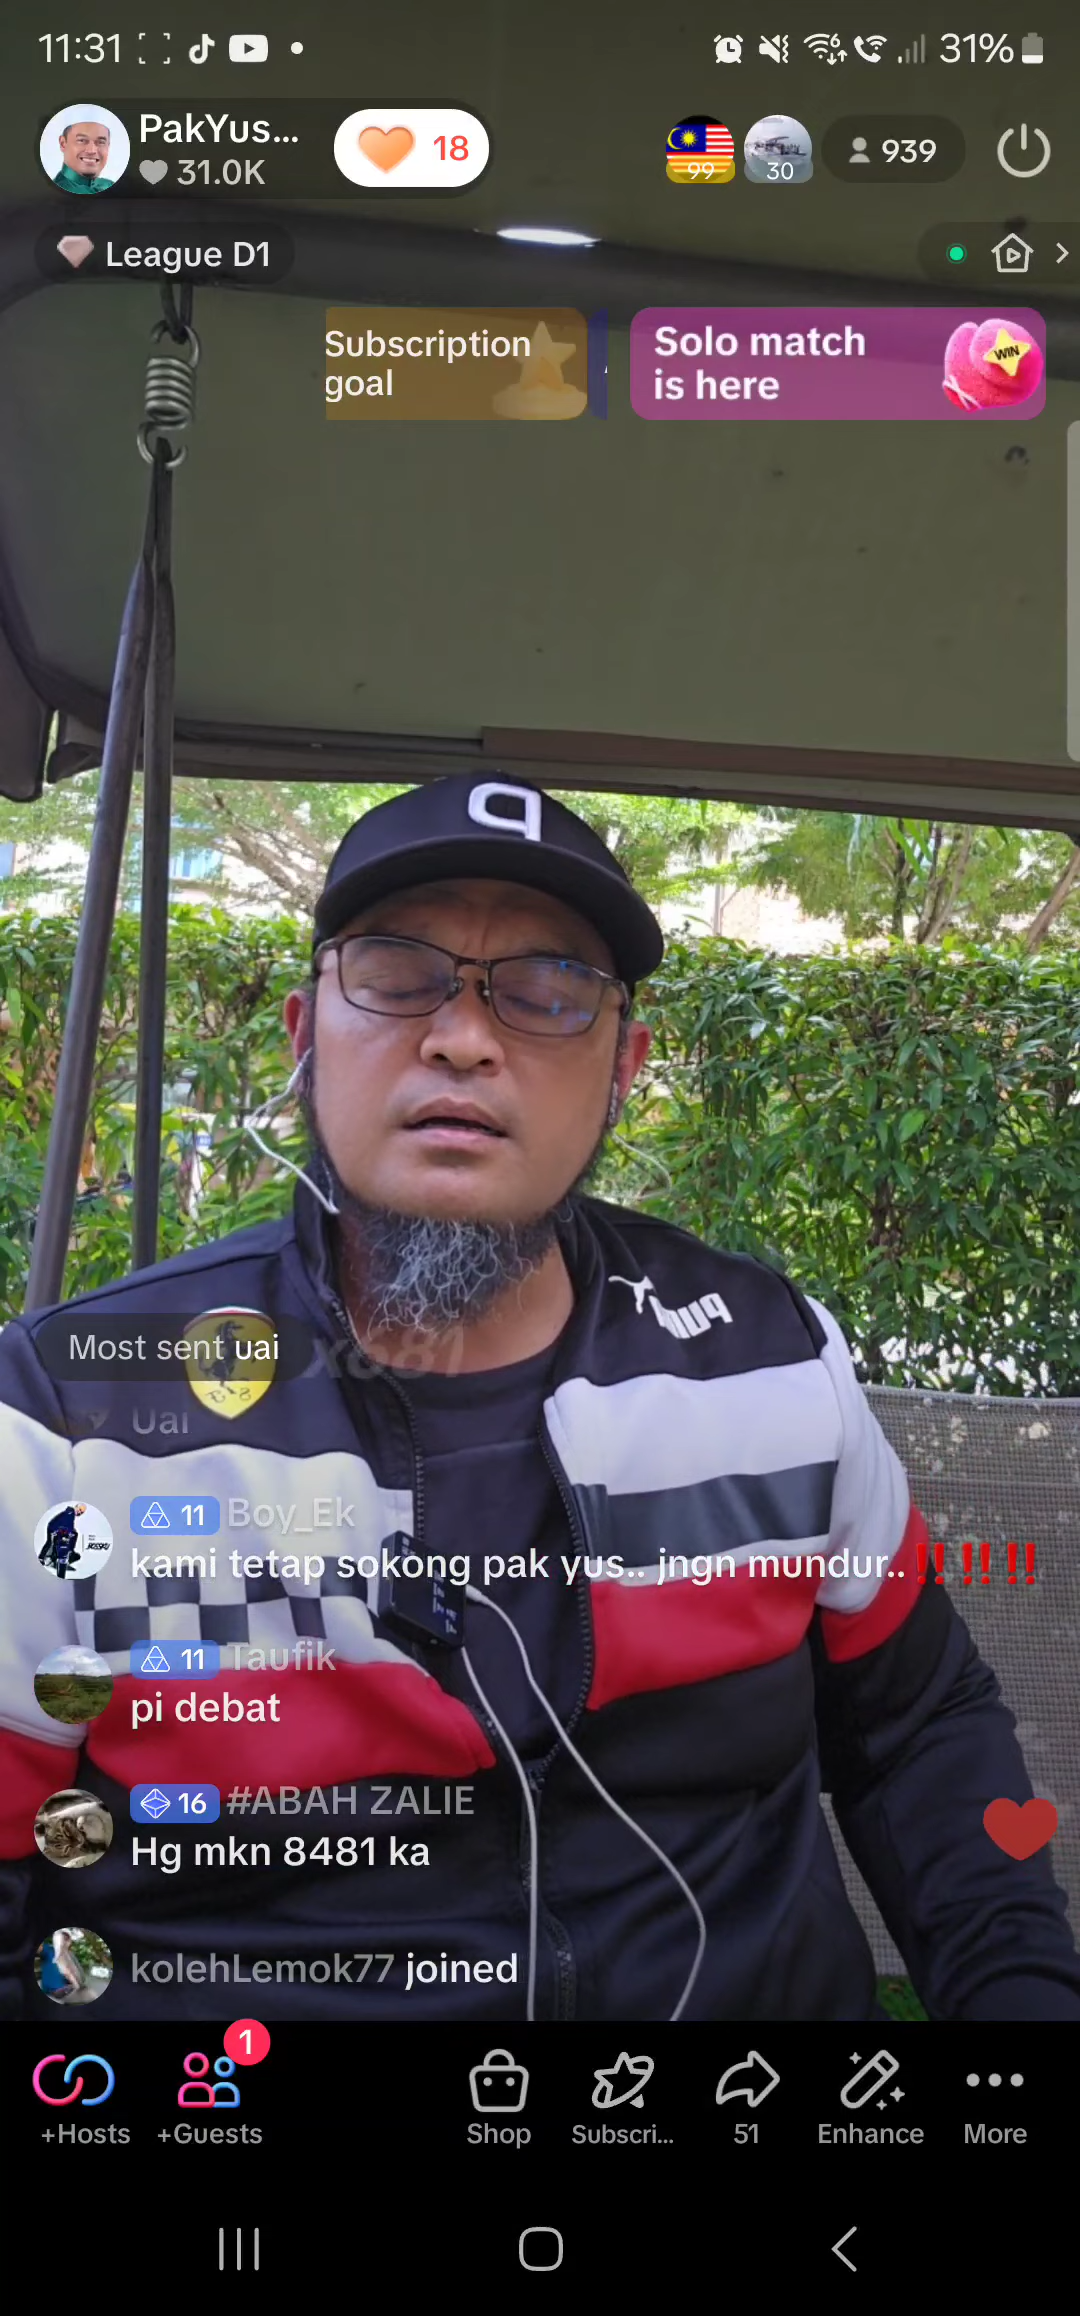 11:31
31%
PakYus...
31.0K
18
99
30
939
League D1
Subscription
goal
Solo match
is here
WIN
Most sent uai
Uai
11 Boy_Ek
kami tetap sokong pak yus.. jngn mundur..‼️‼️‼️
11 Taufik
pi debat
16 #ABAH ZALIE
Hg mkn 8481 ka
kolehLemok77 joined
1
+Hosts
+Guests
Shop
Subscri...
51
Enhance
More